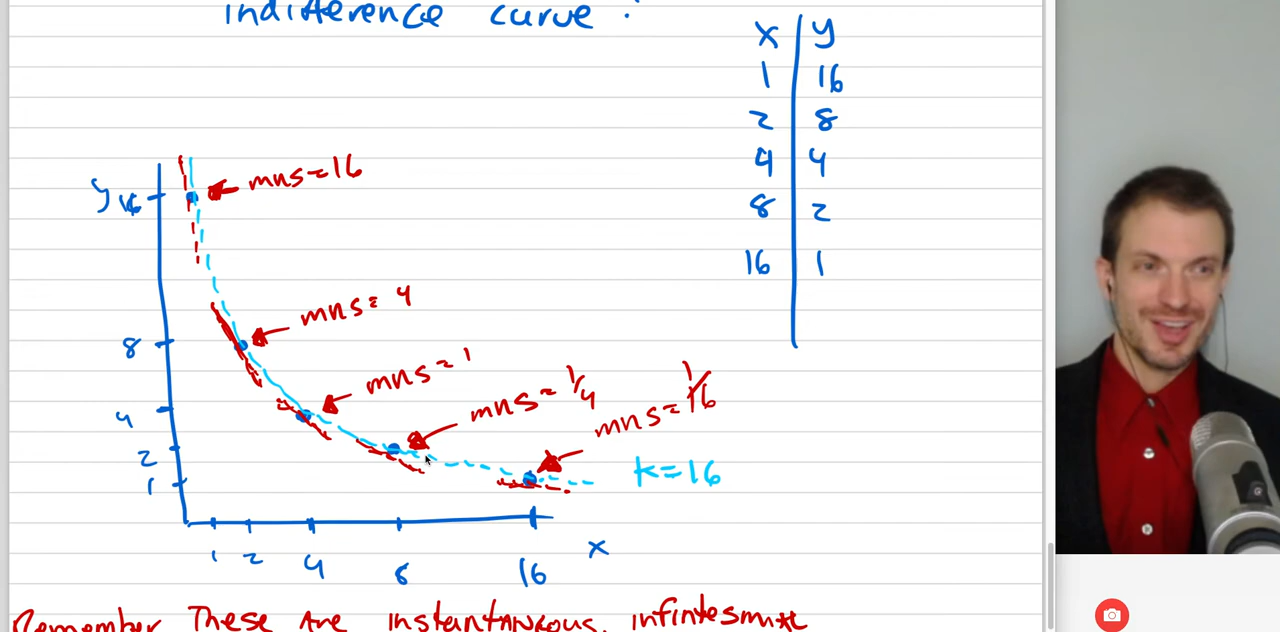 indifference curve?
x | y
1 | 16
2 | 8
4 | 4
8 | 2
16 | 1
y
16
8
4
2
1
MRS=16
MRS=4
MRS=1
MRS=1/4
MRS=1/16
k=16
1 2 4 8 16
x
Remember These Are instantaneous, infintesmal